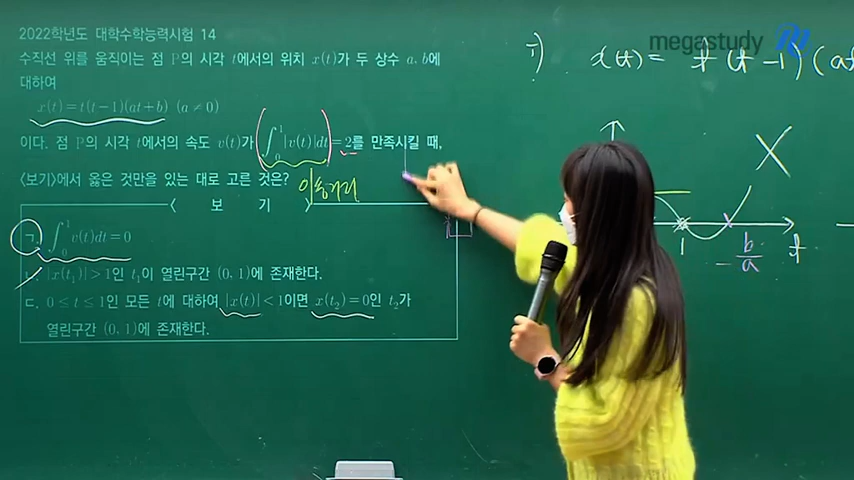 2022학년도 대학수학능력시험 14
수직선 위를 움직이는 점 P의 시각 t에서의 위치 x(t)가 두 상수 a, b에
대하여
x(t)=t(t-1)(at+b) (a≠0)
이다. 점 P의 시각 t에서의 속도 v(t)가 ∫₀¹|v(t)|dt=2를 만족시킬 때,
<보기>에서 옳은 것만을 있는 대로 고른 것은?
이동거리
< 보 기 >
ㄱ. ∫₀¹v(t)dt=0
ㄴ. |x(t₁)|>1인 t₁이 열린구간 (0, 1)에 존재한다.
ㄷ. 0≤t≤1인 모든 t에 대하여 |x(t)|<1이면 x(t₂)=0인 t₂가
열린구간 (0, 1)에 존재한다.
megastudy
i) x(t) = t(t-1)(at
X
1
-b/a
t